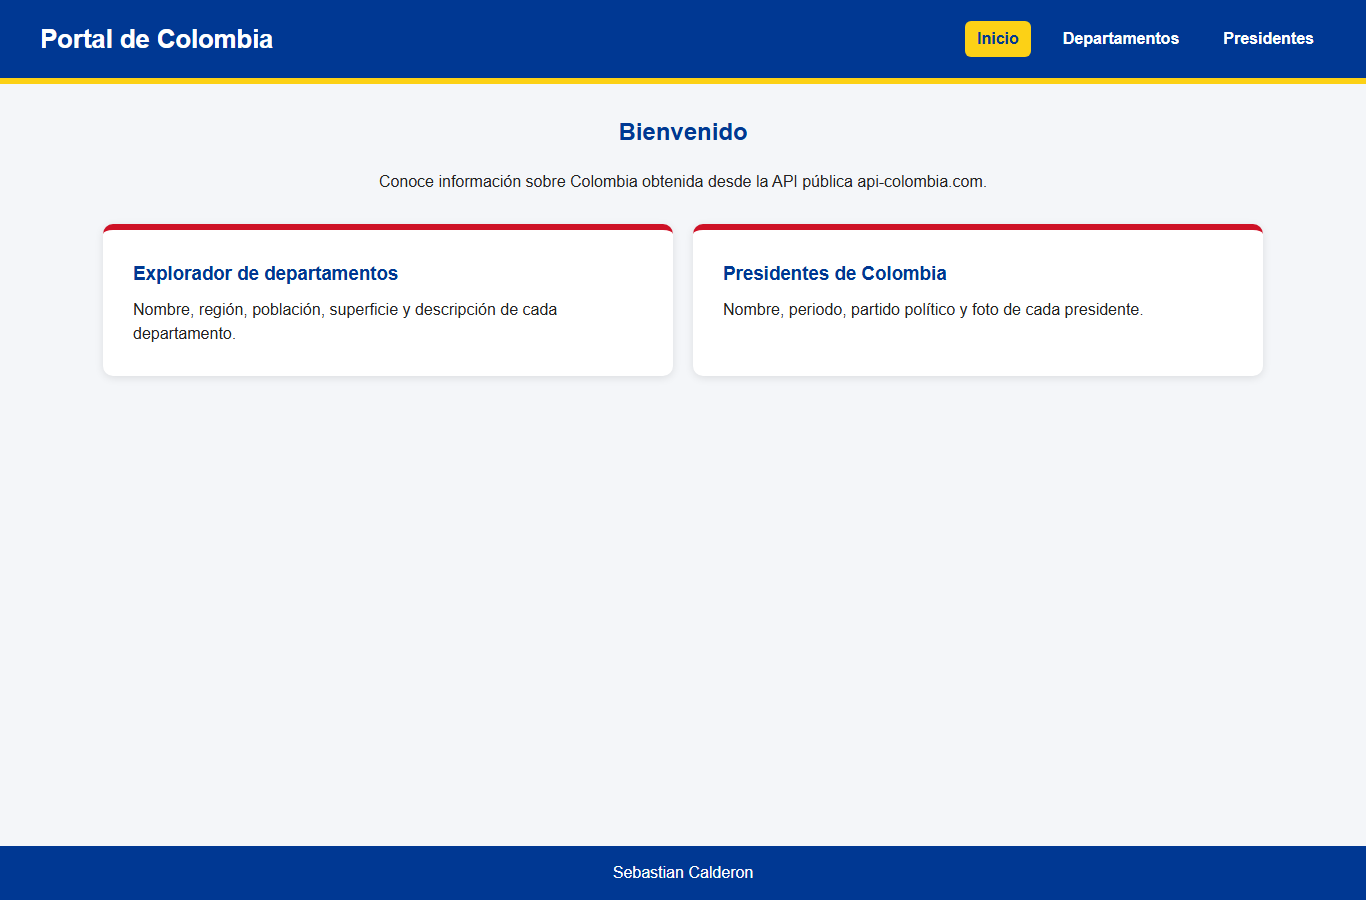 Portal de Colombia
Inicio
Departamentos
Presidentes
Bienvenido
Conoce información sobre Colombia obtenida desde la API pública api-colombia.com.
Explorador de departamentos
Nombre, región, población, superficie y descripción de cada
departamento.
Presidentes de Colombia
Nombre, periodo, partido político y foto de cada presidente.
Sebastian Calderon